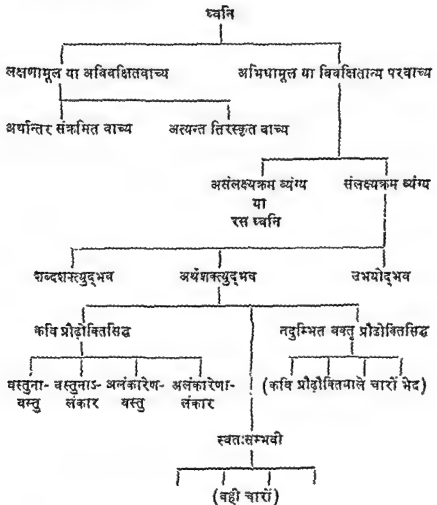 ध्वनि
लक्षणामूल या अविवक्षितवाच्य
अभिधामूल या विवक्षितान्य परवाच्य
अर्थान्तर संक्रमित वाच्य
अत्यन्त तिरस्कृत वाच्य
असंलक्ष्यक्रम व्यंग्य
या
रस ध्वनि
संलक्ष्यक्रम व्यंग्य
शब्दशक्त्युद्भव
अर्थशक्त्युद्भव
उभयोद्भव
कवि प्रौढ़ोक्तिसिद्ध
वस्तुना-
वस्तु
वस्तुनाऽ-
लंकार
अलंकारेण-
वस्तु
अलंकारेणा-
लंकार
स्वतःसम्भवी
(वही चारों)
नदुम्भित वक्तृ प्रौढोक्तिसिद्ध
(कवि प्रौढ़ौक्तिवाले चारों भेद)